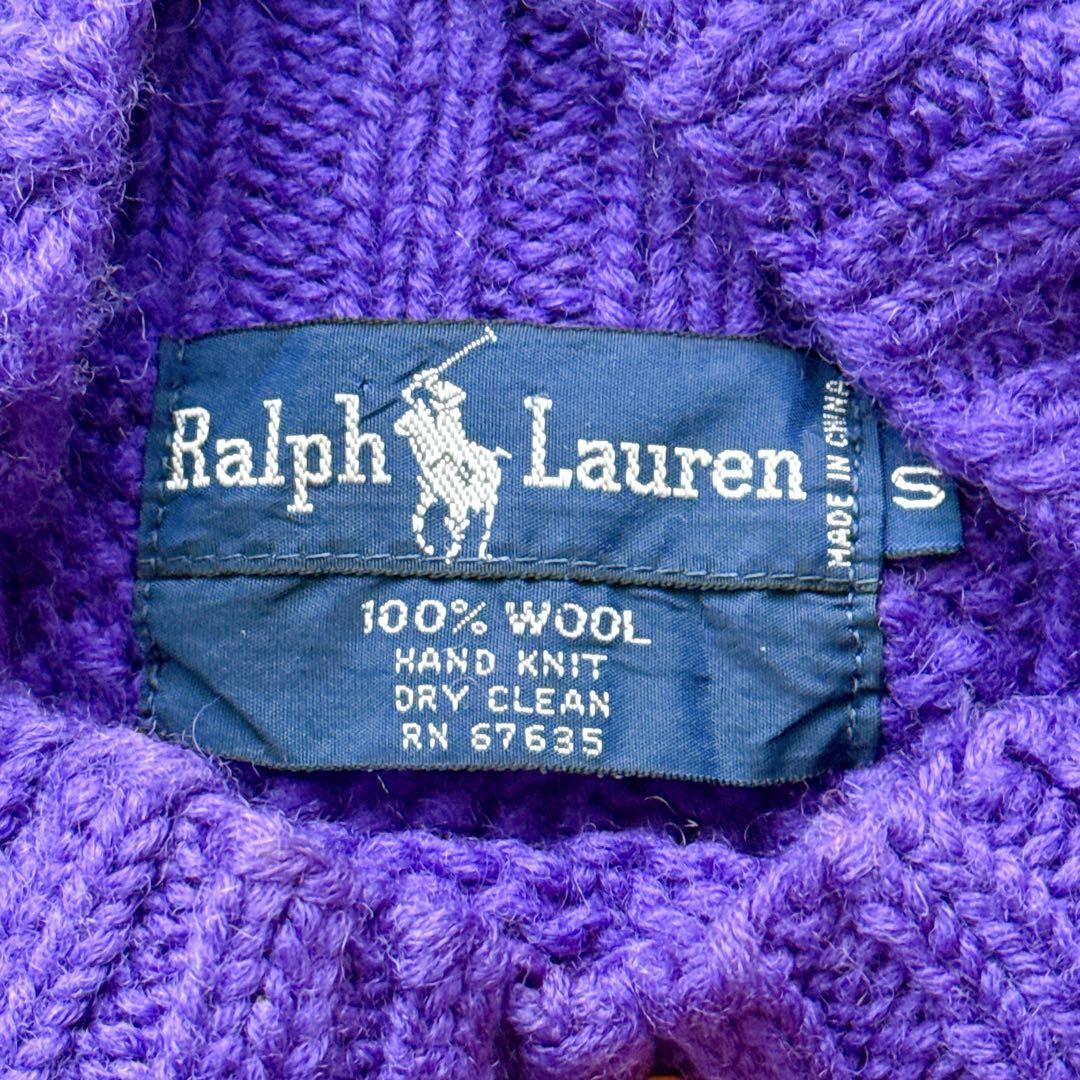 Ralph Lauren
MADE IN CHINA
S
100% WOOL
HAND KNIT
DRY CLEAN
RN 67635